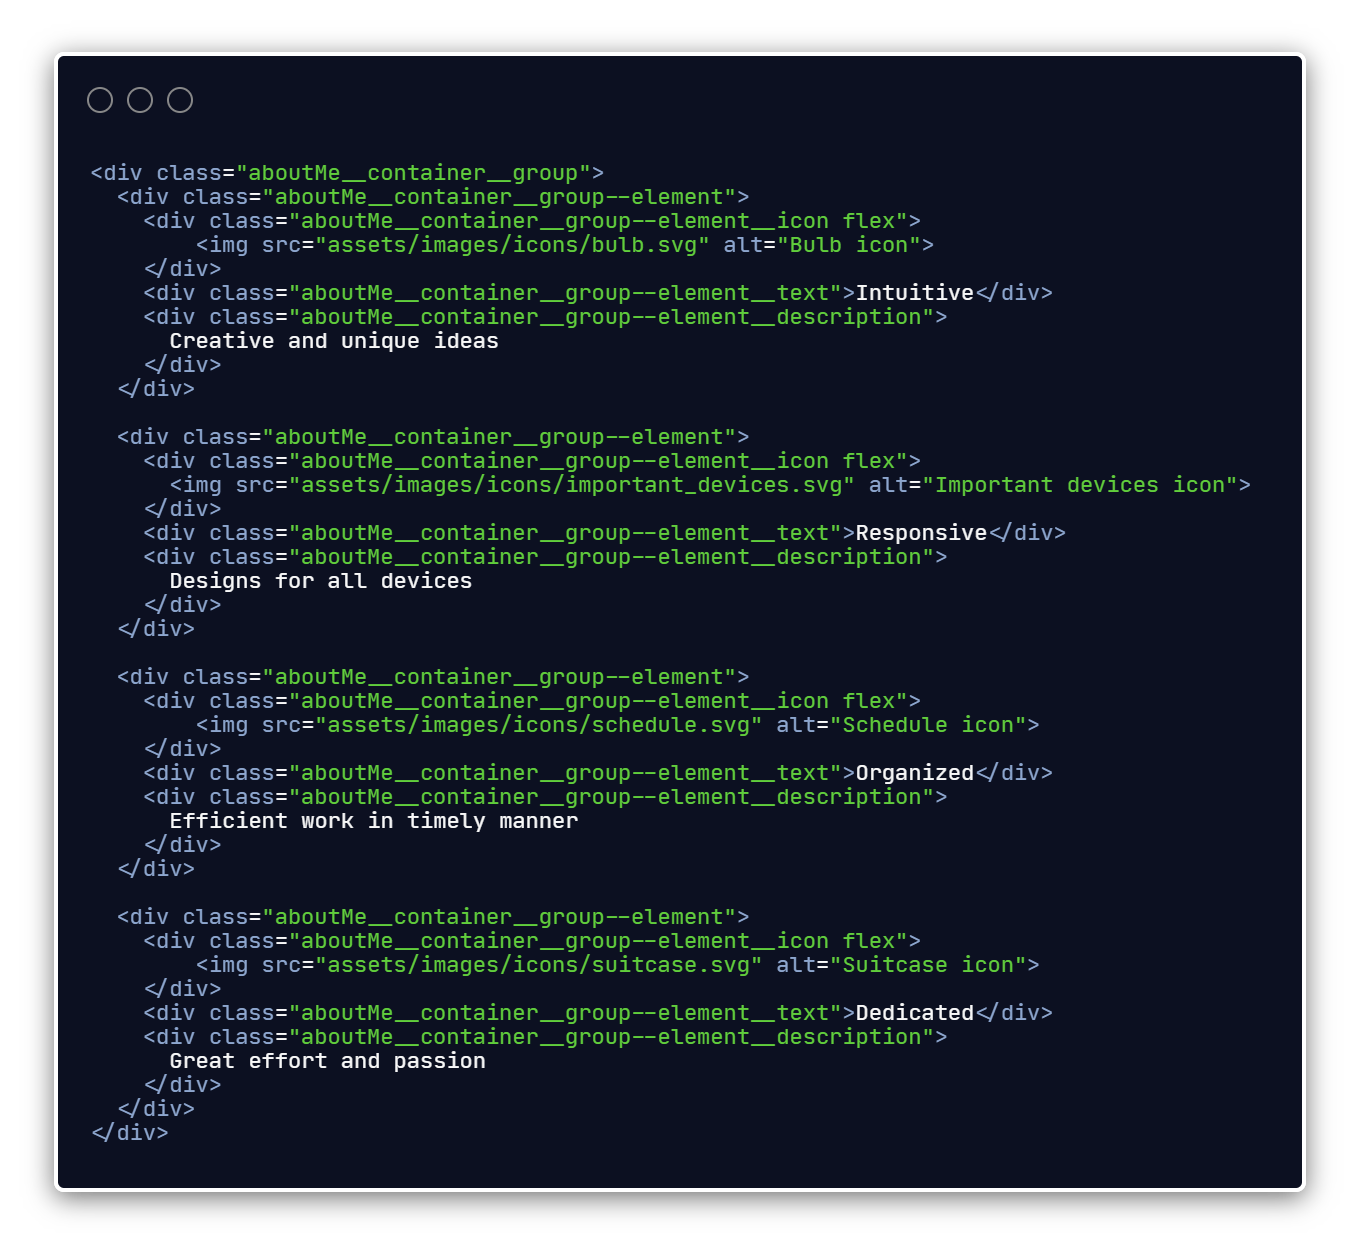 <div class="aboutMe__container__group">
  <div class="aboutMe__container__group--element">
    <div class="aboutMe__container__group--element__icon flex">
        <img src="assets/images/icons/bulb.svg" alt="Bulb icon">
    </div>
    <div class="aboutMe__container__group--element__text">Intuitive</div>
    <div class="aboutMe__container__group--element__description">
      Creative and unique ideas
    </div>
  </div>

  <div class="aboutMe__container__group--element">
    <div class="aboutMe__container__group--element__icon flex">
      <img src="assets/images/icons/important_devices.svg" alt="Important devices icon">
    </div>
    <div class="aboutMe__container__group--element__text">Responsive</div>
    <div class="aboutMe__container__group--element__description">
      Designs for all devices
    </div>
  </div>

  <div class="aboutMe__container__group--element">
    <div class="aboutMe__container__group--element__icon flex">
        <img src="assets/images/icons/schedule.svg" alt="Schedule icon">
    </div>
    <div class="aboutMe__container__group--element__text">Organized</div>
    <div class="aboutMe__container__group--element__description">
      Efficient work in timely manner
    </div>
  </div>

  <div class="aboutMe__container__group--element">
    <div class="aboutMe__container__group--element__icon flex">
        <img src="assets/images/icons/suitcase.svg" alt="Suitcase icon">
    </div>
    <div class="aboutMe__container__group--element__text">Dedicated</div>
    <div class="aboutMe__container__group--element__description">
      Great effort and passion
    </div>
  </div>
</div>